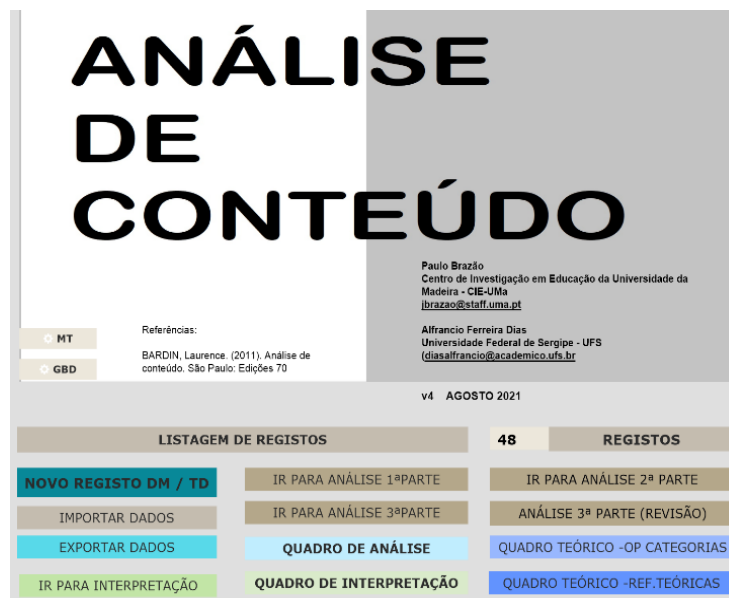 ANÁLISE
DE
CONTEÚDO
Paulo Brazão
Centro de Investigação em Educação da Universidade da
Madeira - CIE-UMa
jbrazao@staff.uma.pt
Alfrancio Ferreira Dias
Universidade Federal de Sergipe - UFS
(diasalfrancio@academico.ufs.br
Referências:
BARDIN, Laurence. (2011). Análise de
conteúdo. São Paulo: Edições 70
MT
GBD
v4 AGOSTO 2021
LISTAGEM DE REGISTOS
48 REGISTOS
NOVO REGISTO DM / TD
IR PARA ANÁLISE 1ªPARTE
IR PARA ANÁLISE 2ª PARTE
IMPORTAR DADOS
IR PARA ANÁLISE 3ªPARTE
ANÁLISE 3ª PARTE (REVISÃO)
EXPORTAR DADOS
QUADRO DE ANÁLISE
QUADRO TEÓRICO -OP CATEGORIAS
IR PARA INTERPRETAÇÃO
QUADRO DE INTERPRETAÇÃO
QUADRO TEÓRICO -REF.TEÓRICAS